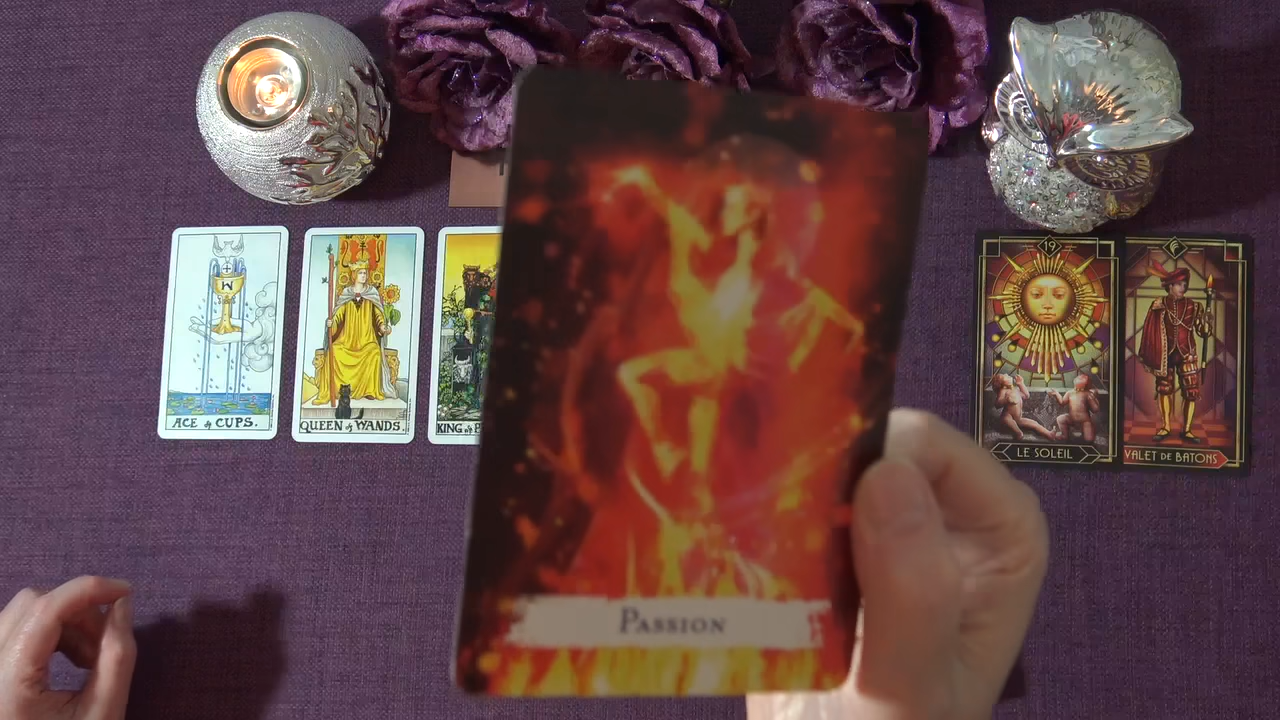 ACE of CUPS.
QUEEN of WANDS.
KING of P
19
LE SOLEIL
VALET DE BATONS
PASSION